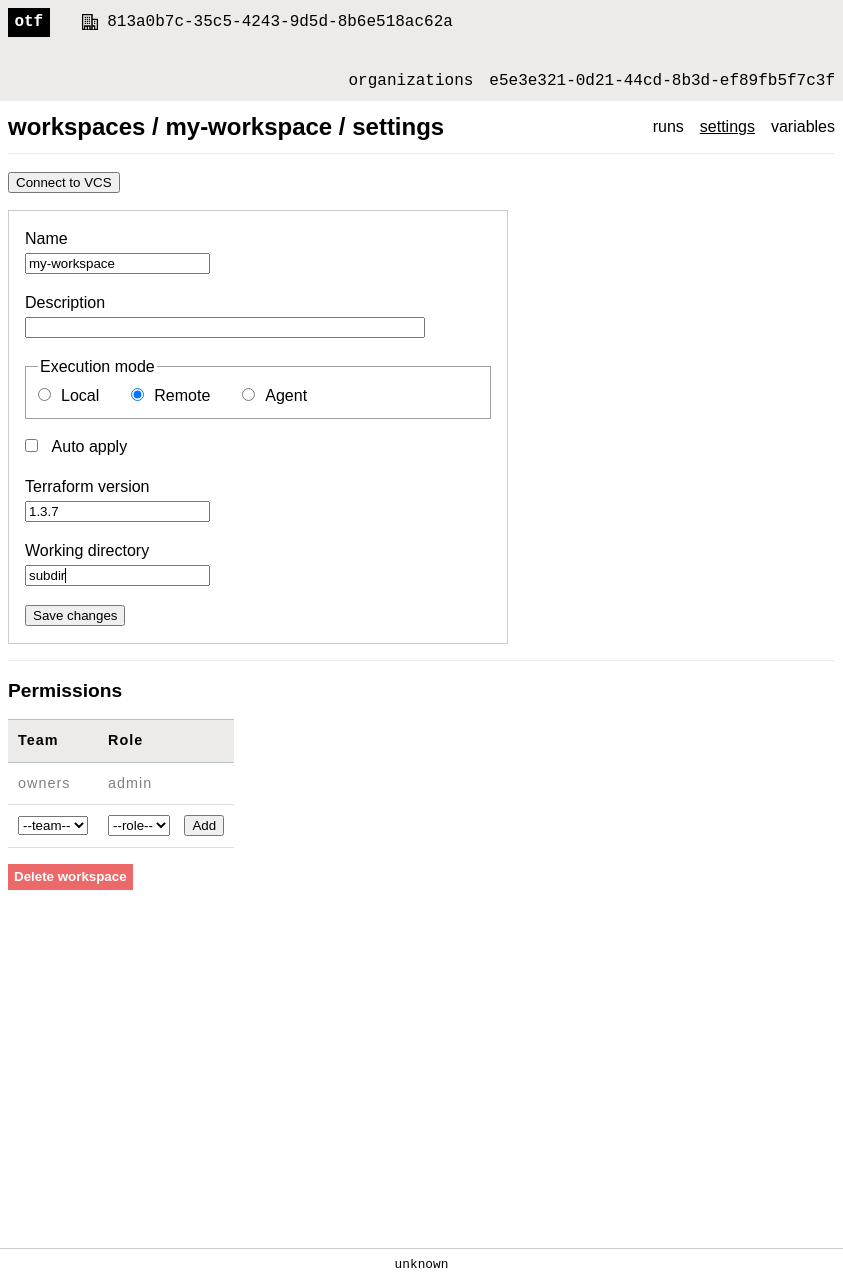 otf 813a0b7c-35c5-4243-9d5d-8b6e518ac62a
organizations e5e3e321-0d21-44cd-8b3d-ef89fb5f7c3f
workspaces / my-workspace / settings runs settings variables
Connect to VCS
Name
my-workspace
Description
Execution mode
Local Remote Agent
Auto apply
Terraform version
1.3.7
Working directory
subdir
Save changes
Permissions
Team Role
owners admin
--team-- --role-- Add
Delete workspace
unknown